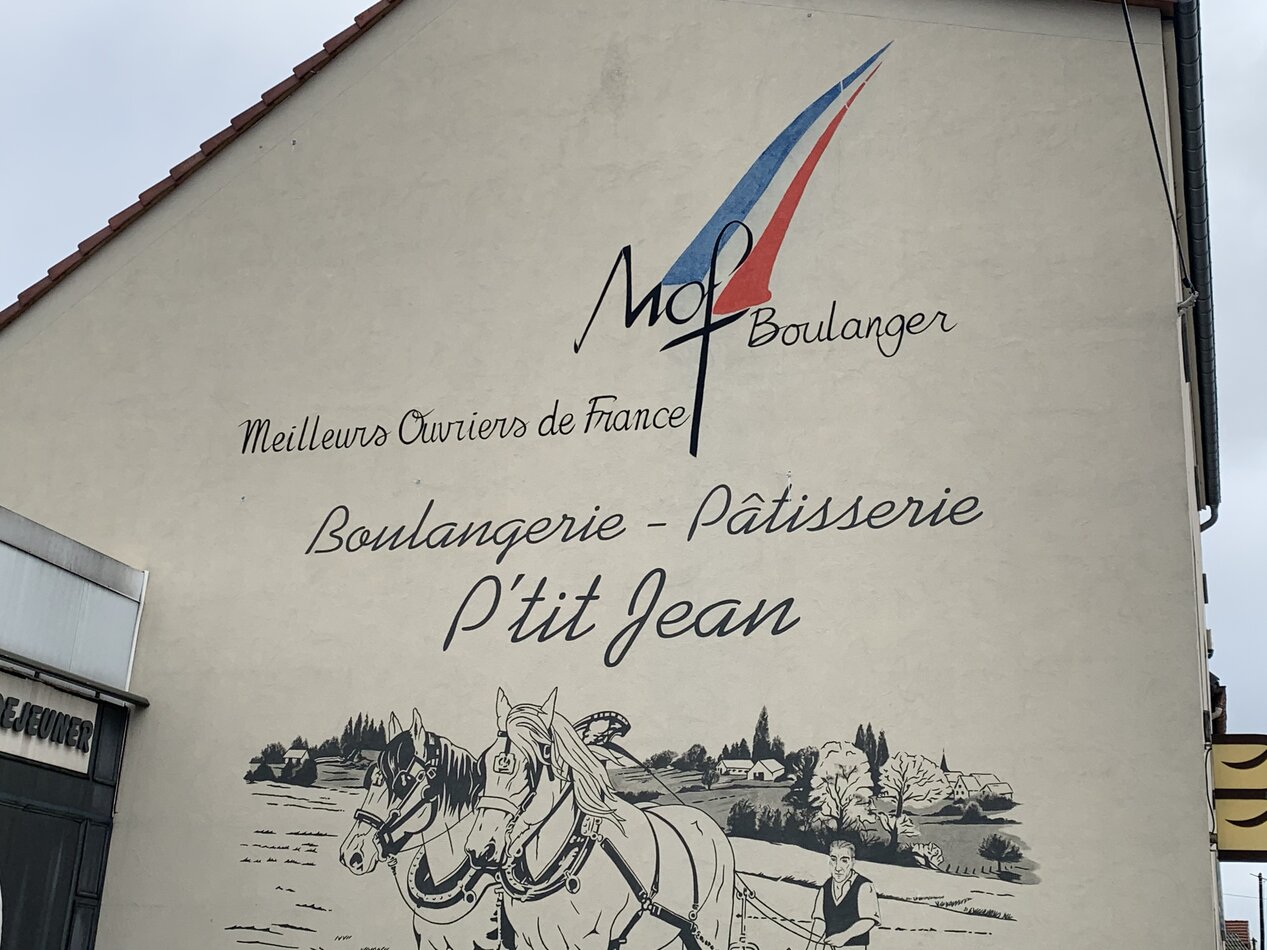 Mof Boulanger
Meilleurs Ouvriers de France
Boulangerie - Pâtisserie
P'tit Jean
DEJEUNER